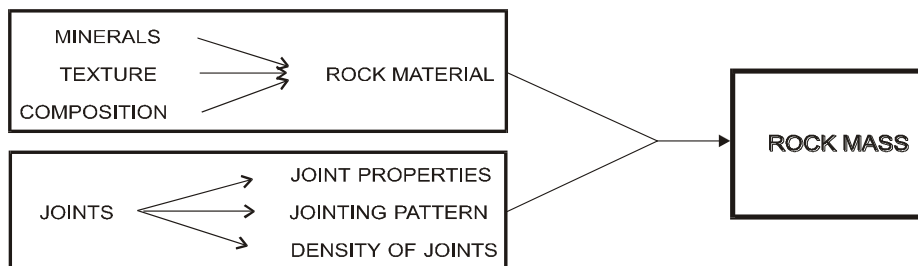 MINERALS
TEXTURE
COMPOSITION
ROCK MATERIAL
JOINTS
JOINT PROPERTIES
JOINTING PATTERN
DENSITY OF JOINTS
ROCK MASS